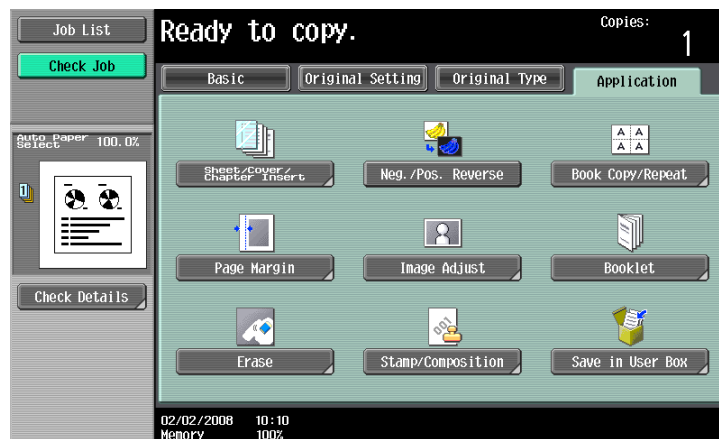 Job List
Check Job
Auto Paper
Select
100.0%
Check Details
Ready to copy.
Copies:
1
Basic
Original Setting
Original Type
Application
Sheet/Cover/
Chapter Insert
Neg./Pos. Reverse
A A
A A
Book Copy/Repeat
Page Margin
Image Adjust
Booklet
001
Erase
Stamp/Composition
Save in User Box
02/02/2008 10:10
Memory 100%